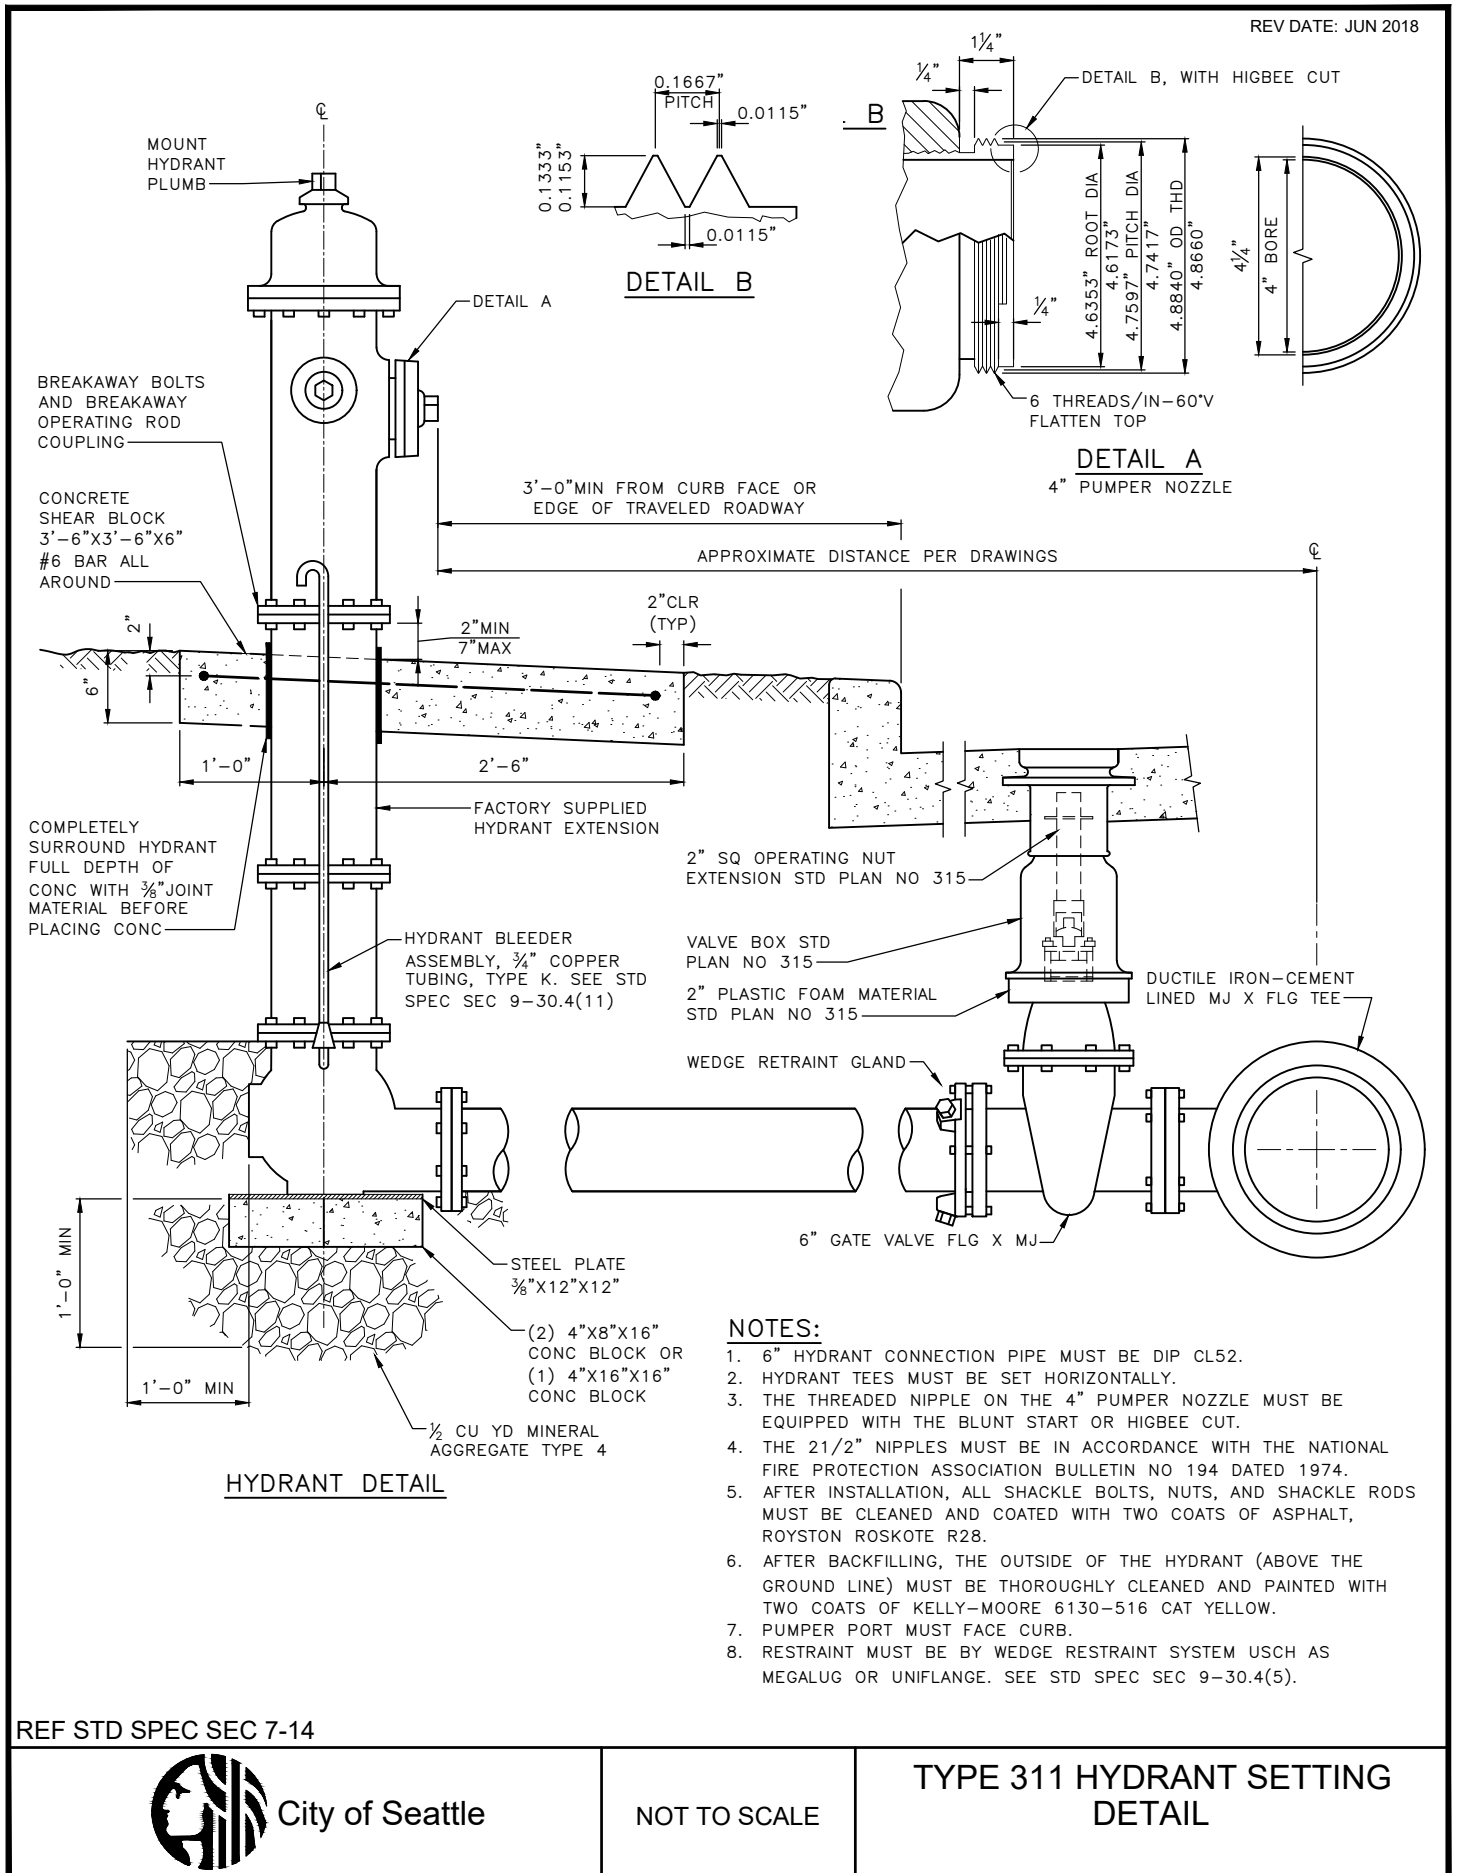 REV DATE: JUN 2018
℄
MOUNT
HYDRANT
PLUMB
0.1667"
PITCH
0.0115"
0.1333"
0.1153"
0.0115"
DETAIL B
. B
1¼"
¼"
DETAIL B, WITH HIGBEE CUT
4.6353" ROOT DIA
4.6173"
4.7597" PITCH DIA
4.7417"
4.8840" OD THD
4.8660"
4¼"
4" BORE
¼"
6 THREADS/IN-60°V
FLATTEN TOP
DETAIL A
4" PUMPER NOZZLE
DETAIL A
BREAKAWAY BOLTS
AND BREAKAWAY
OPERATING ROD
COUPLING
CONCRETE
SHEAR BLOCK
3'-6"X3'-6"X6"
#6 BAR ALL
AROUND
3'-0"MIN FROM CURB FACE OR
EDGE OF TRAVELED ROADWAY
APPROXIMATE DISTANCE PER DRAWINGS
℄
2"
6"
2"MIN
7"MAX
2"CLR
(TYP)
1'-0"
2'-6"
FACTORY SUPPLIED
HYDRANT EXTENSION
COMPLETELY
SURROUND HYDRANT
FULL DEPTH OF
CONC WITH ⅜"JOINT
MATERIAL BEFORE
PLACING CONC
2" SQ OPERATING NUT
EXTENSION STD PLAN NO 315
HYDRANT BLEEDER
ASSEMBLY, ¾" COPPER
TUBING, TYPE K. SEE STD
SPEC SEC 9-30.4(11)
VALVE BOX STD
PLAN NO 315
2" PLASTIC FOAM MATERIAL
STD PLAN NO 315
DUCTILE IRON-CEMENT
LINED MJ X FLG TEE
WEDGE RETRAINT GLAND
6" GATE VALVE FLG X MJ
1'-0" MIN
1'-0" MIN
STEEL PLATE
⅜"X12"X12"
(2) 4"X8"X16"
CONC BLOCK OR
(1) 4"X16"X16"
CONC BLOCK
½ CU YD MINERAL
AGGREGATE TYPE 4
HYDRANT DETAIL
NOTES:
1. 6" HYDRANT CONNECTION PIPE MUST BE DIP CL52.
2. HYDRANT TEES MUST BE SET HORIZONTALLY.
3. THE THREADED NIPPLE ON THE 4" PUMPER NOZZLE MUST BE
EQUIPPED WITH THE BLUNT START OR HIGBEE CUT.
4. THE 21/2" NIPPLES MUST BE IN ACCORDANCE WITH THE NATIONAL
FIRE PROTECTION ASSOCIATION BULLETIN NO 194 DATED 1974.
5. AFTER INSTALLATION, ALL SHACKLE BOLTS, NUTS, AND SHACKLE RODS
MUST BE CLEANED AND COATED WITH TWO COATS OF ASPHALT,
ROYSTON ROSKOTE R28.
6. AFTER BACKFILLING, THE OUTSIDE OF THE HYDRANT (ABOVE THE
GROUND LINE) MUST BE THOROUGHLY CLEANED AND PAINTED WITH
TWO COATS OF KELLY-MOORE 6130-516 CAT YELLOW.
7. PUMPER PORT MUST FACE CURB.
8. RESTRAINT MUST BE BY WEDGE RESTRAINT SYSTEM USCH AS
MEGALUG OR UNIFLANGE. SEE STD SPEC SEC 9-30.4(5).
REF STD SPEC SEC 7-14
City of Seattle
NOT TO SCALE
TYPE 311 HYDRANT SETTING
DETAIL